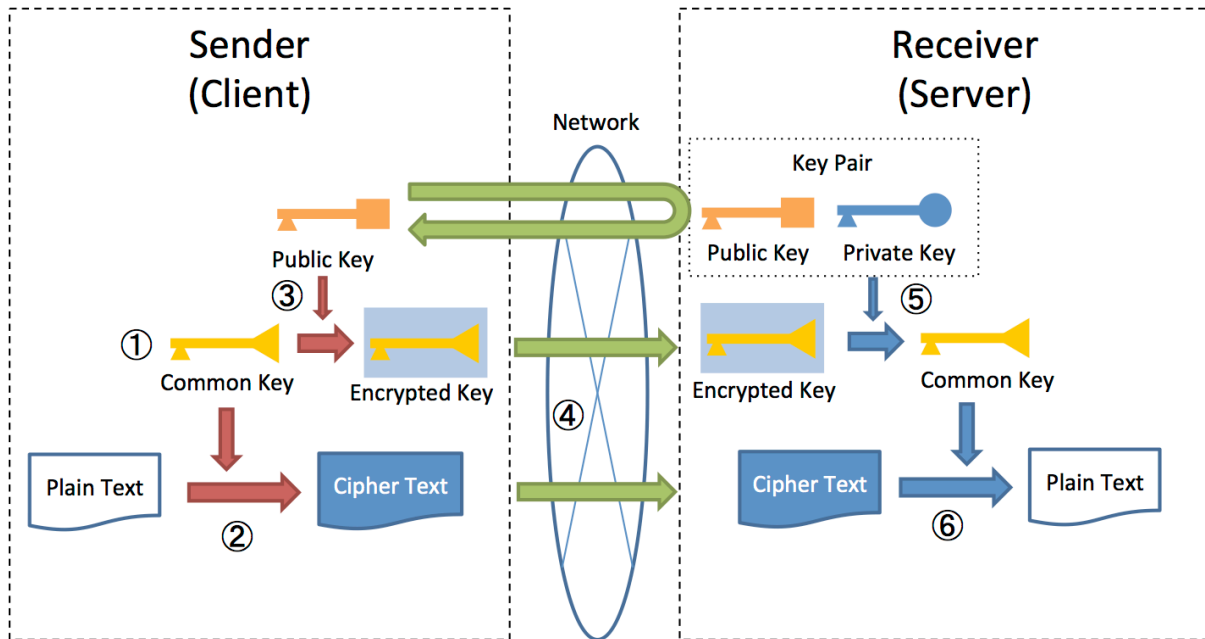 Sender
(Client)
Receiver
(Server)
Network
Key Pair
Public Key
Public Key
Private Key
③
⑤
①
Common Key
Encrypted Key
Encrypted Key
Common Key
④
Plain Text
Cipher Text
Cipher Text
Plain Text
②
⑥